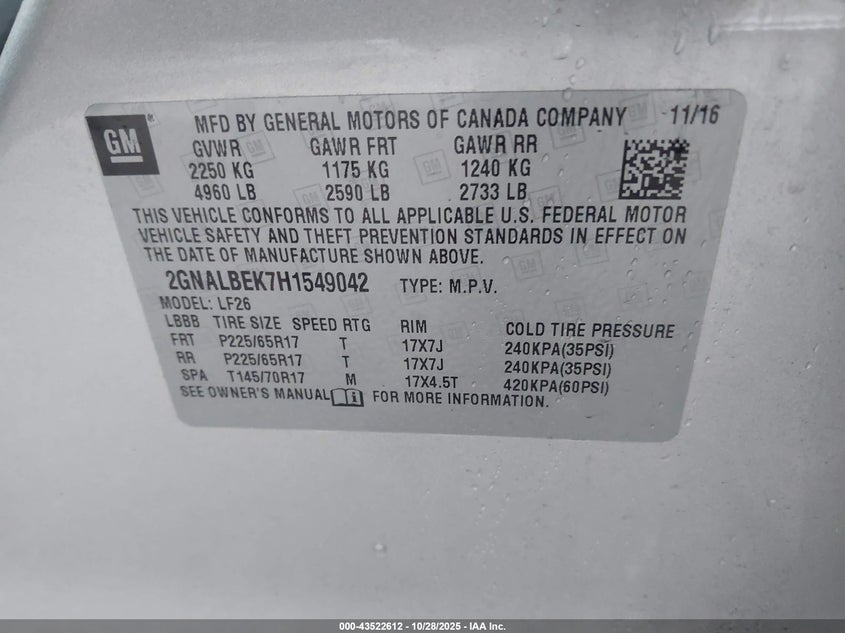 GM ® MFD BY GENERAL MOTORS OF CANADA COMPANY 11/16
GVWR GAWR FRT GAWR RR
2250 KG 1175 KG 1240 KG
4960 LB 2590 LB 2733 LB
THIS VEHICLE CONFORMS TO ALL APPLICABLE U.S. FEDERAL MOTOR
VEHICLE SAFETY AND THEFT PREVENTION STANDARDS IN EFFECT ON
THE DATE OF MANUFACTURE SHOWN ABOVE.
2GNALBEK7H1549042 TYPE: M.P.V.
MODEL: LF26
LBBB TIRE SIZE SPEED RTG RIM COLD TIRE PRESSURE
FRT P225/65R17 T 17X7J 240KPA(35PSI)
RR P225/65R17 T 17X7J 240KPA(35PSI)
SPA T145/70R17 M 17X4.5T 420KPA(60PSI)
SEE OWNER'S MANUAL FOR MORE INFORMATION.
000-43522612 - 10/28/2025 - IAA Inc.